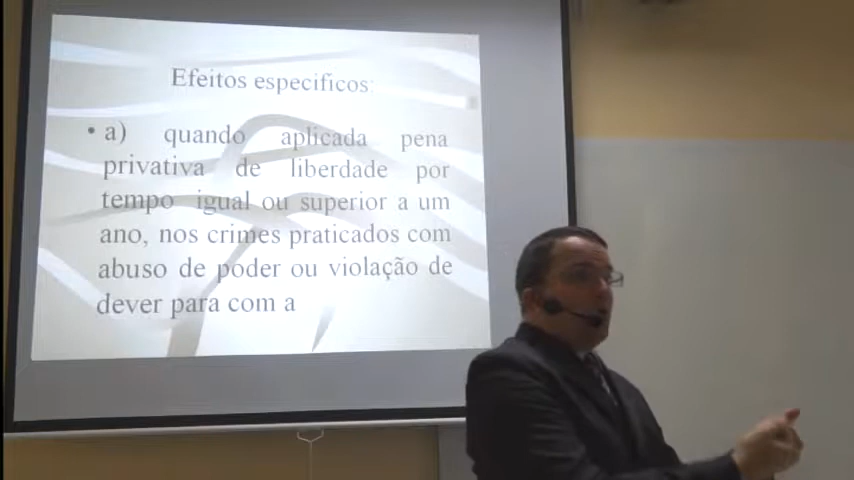 Efeitos especificos:
• a) quando aplicada pena
privativa de liberdade por
tempo igual ou superior a um
ano, nos crimes praticados com
abuso de poder ou violação de
dever para com a